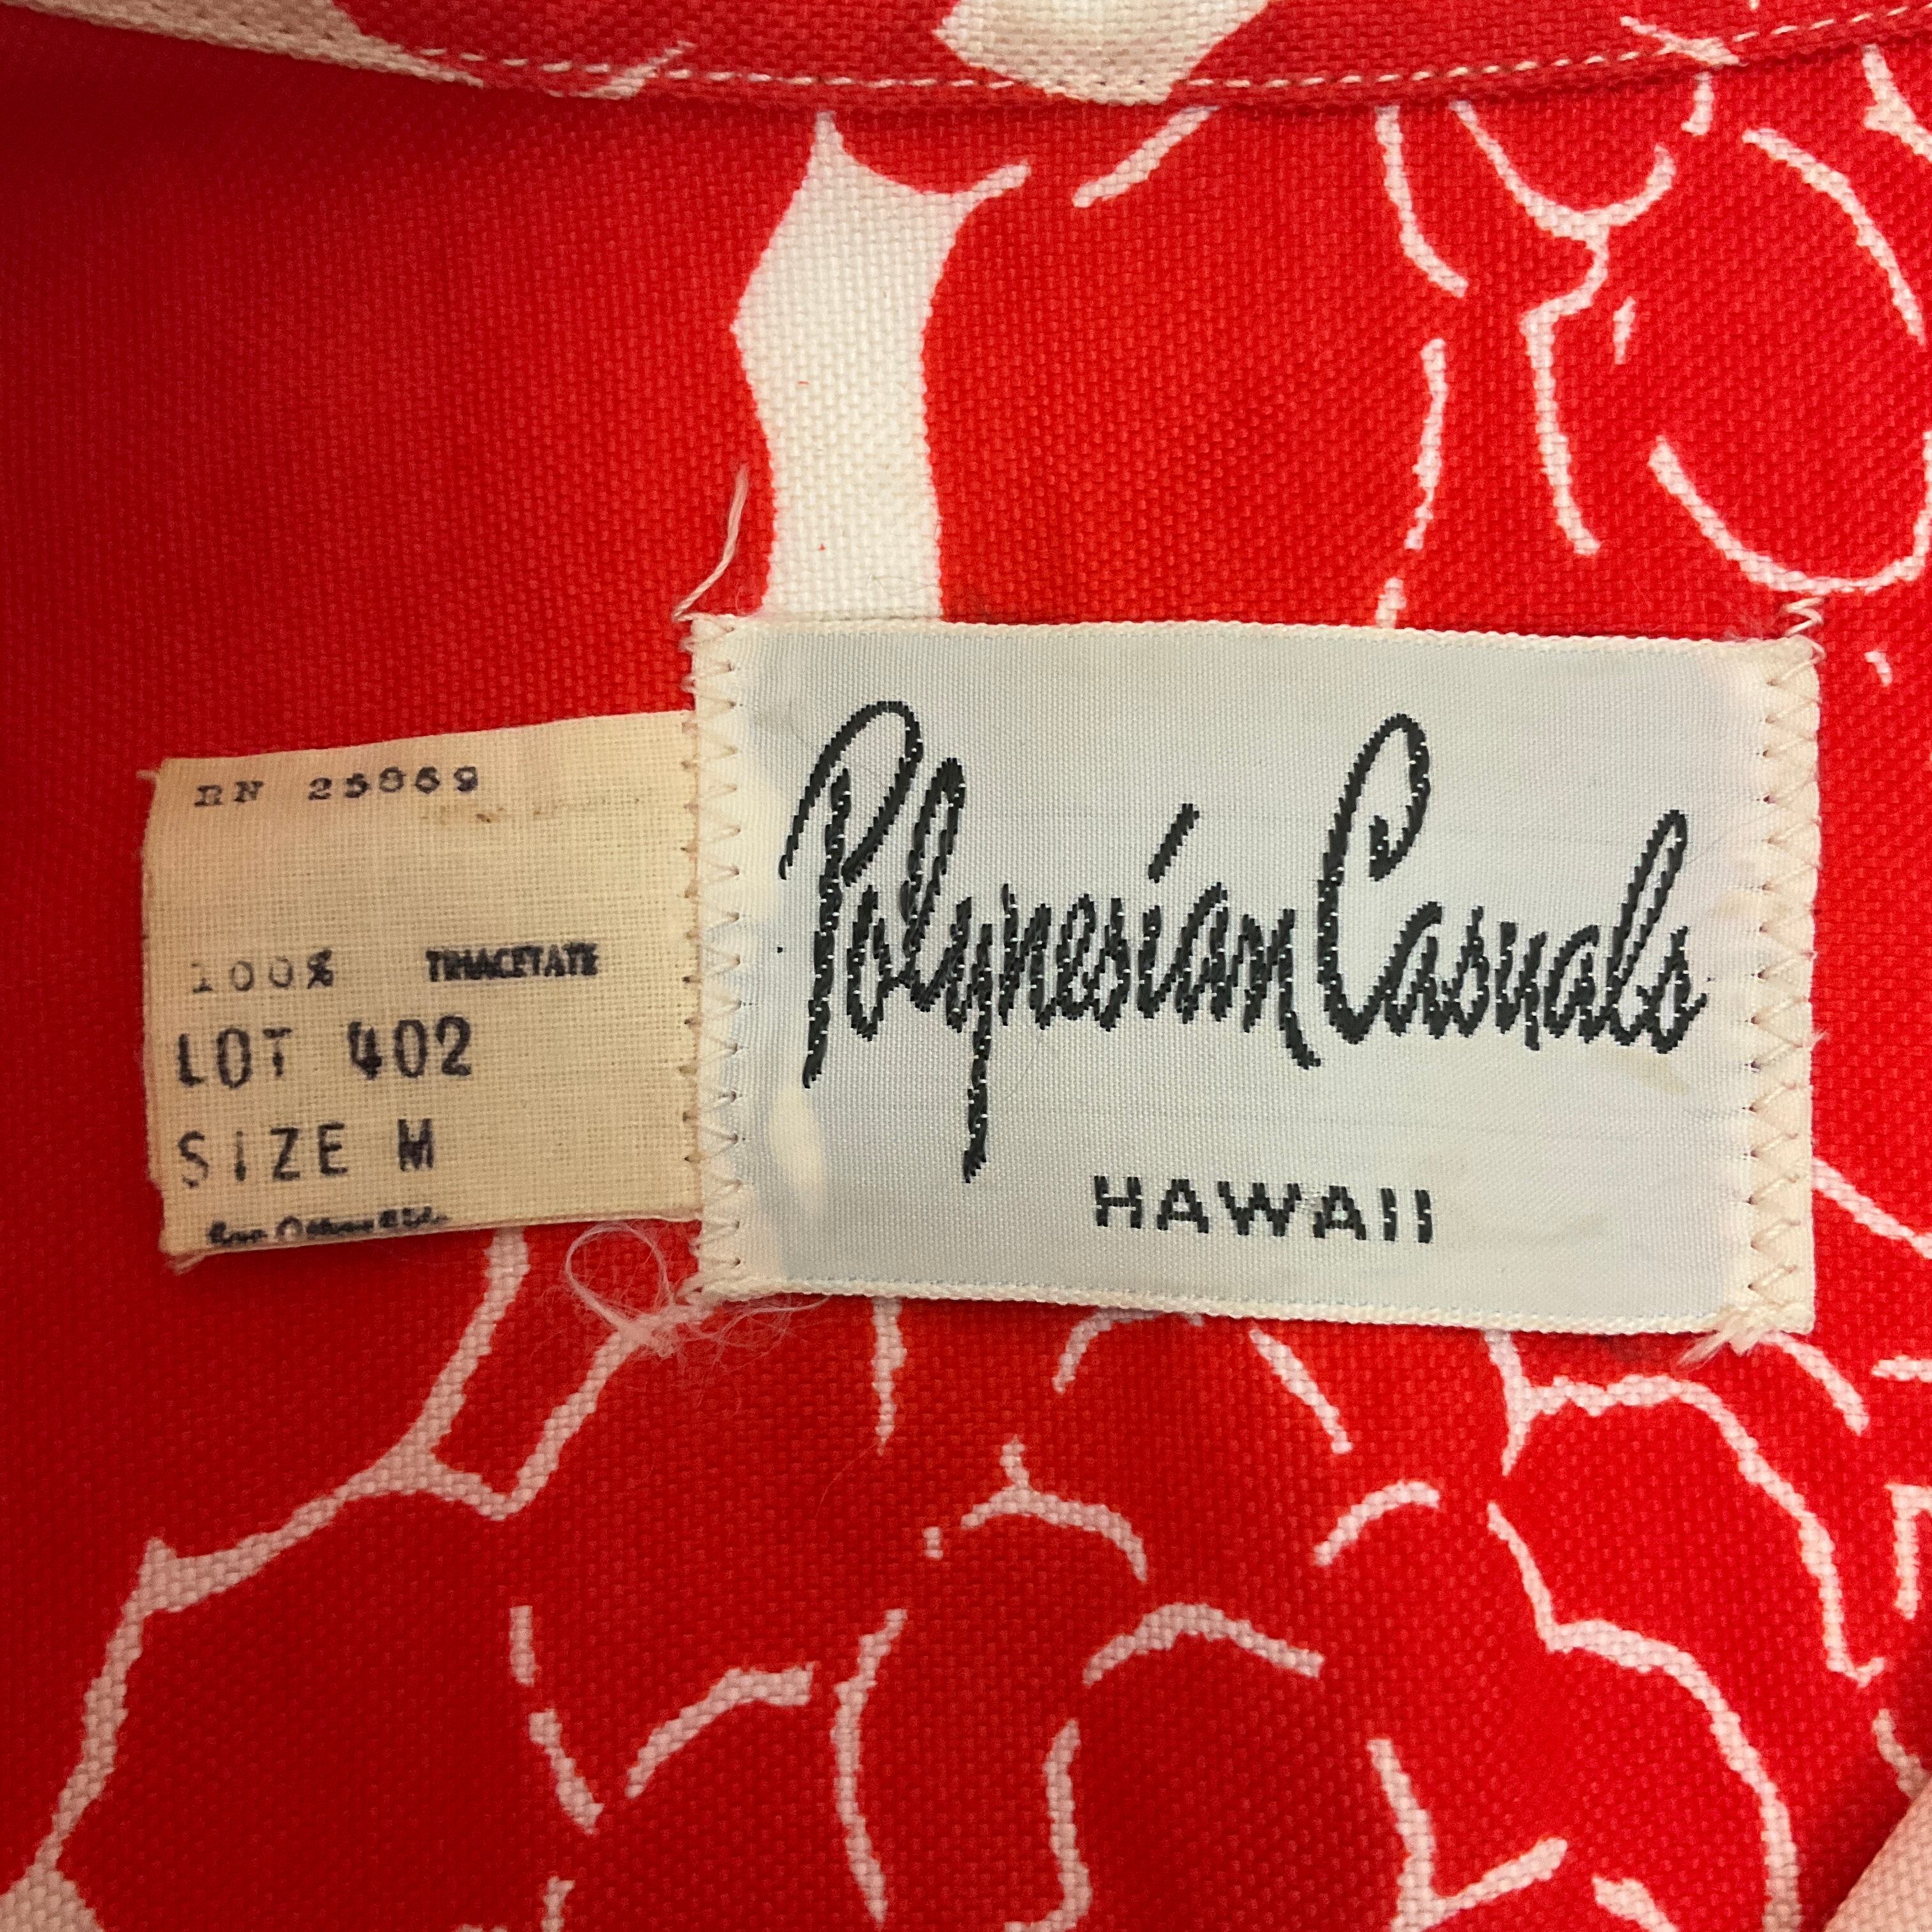 RN 25869
100% TRIACETATE
LOT 402
SIZE M
Polynesian Casuals
HAWAII